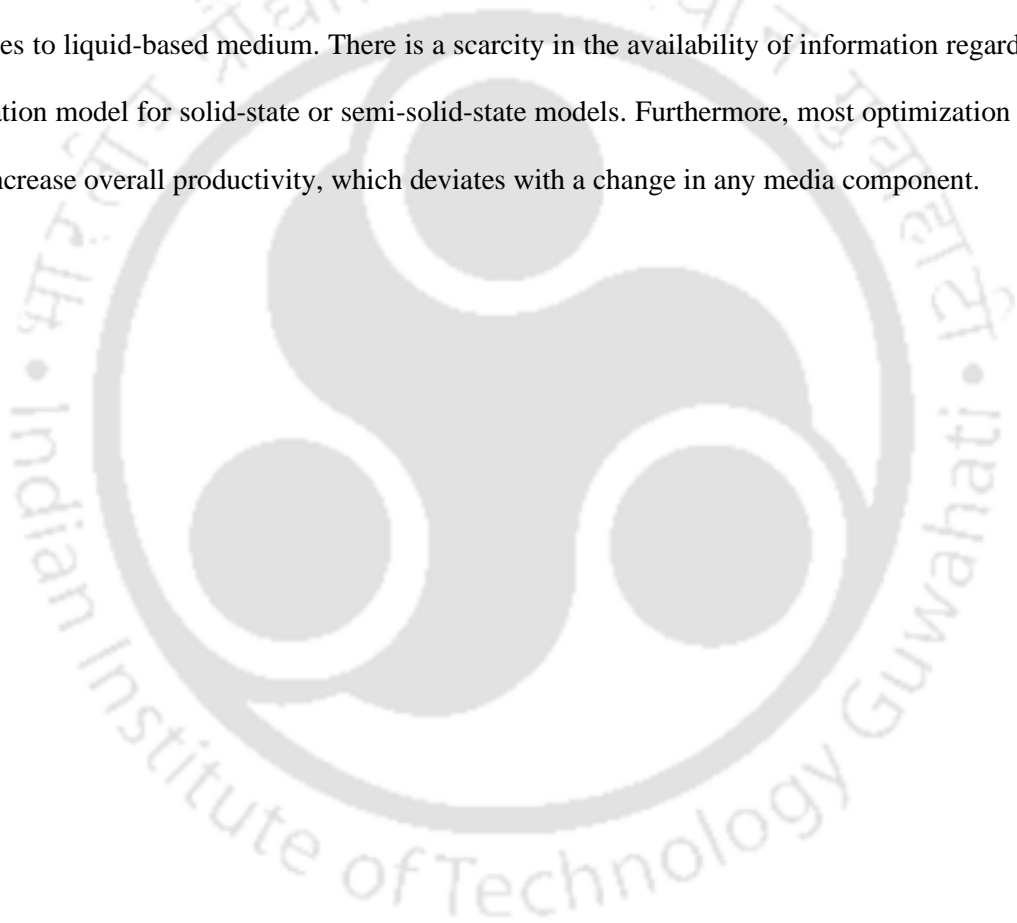 es to liquid-based medium. There is a scarcity in the availability of information regard
ation model for solid-state or semi-solid-state models. Furthermore, most optimization
ncrease overall productivity, which deviates with a change in any media component.
• Indian Institute of Technology Guwahati •